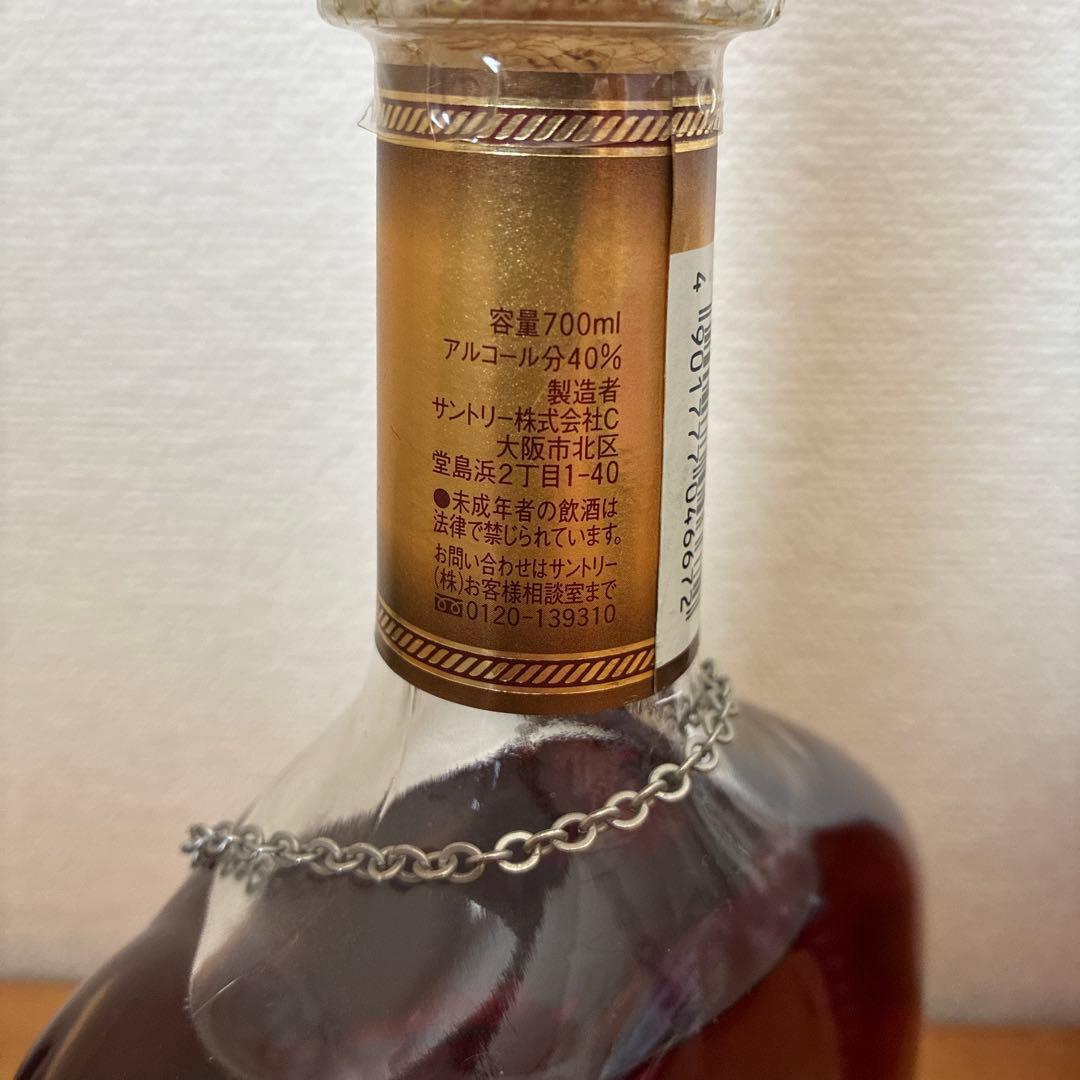 容量700ml
アルコール分40%
製造者
サントリー株式会社C
大阪市北区
堂島浜2丁目1-40
●未成年者の飲酒は
法律で禁じられています。
お問い合わせはサントリー
(株)お客様相談室まで
0120-139310
4 901777 046672